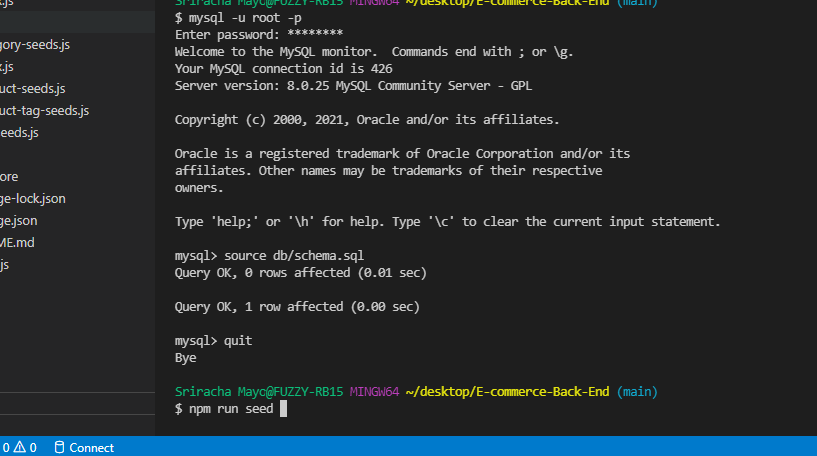 .js
gory-seeds.js
x.js
uct-seeds.js
uct-tag-seeds.js
eeds.js
ore
ge-lock.json
ge.json
ME.md
.js
Sriracha Mayo@FUZZY-RB15 MINGW64 ~/desktop/E-commerce-Back-End (main)
$ mysql -u root -p
Enter password: ********
Welcome to the MySQL monitor.  Commands end with ; or \g.
Your MySQL connection id is 426
Server version: 8.0.25 MySQL Community Server - GPL
Copyright (c) 2000, 2021, Oracle and/or its affiliates.
Oracle is a registered trademark of Oracle Corporation and/or its
affiliates. Other names may be trademarks of their respective
owners.
Type 'help;' or '\h' for help. Type '\c' to clear the current input statement.
mysql> source db/schema.sql
Query OK, 0 rows affected (0.01 sec)
Query OK, 1 row affected (0.00 sec)
mysql> quit
Bye
Sriracha Mayo@FUZZY-RB15 MINGW64 ~/desktop/E-commerce-Back-End (main)
$ npm run seed
0 0 Connect